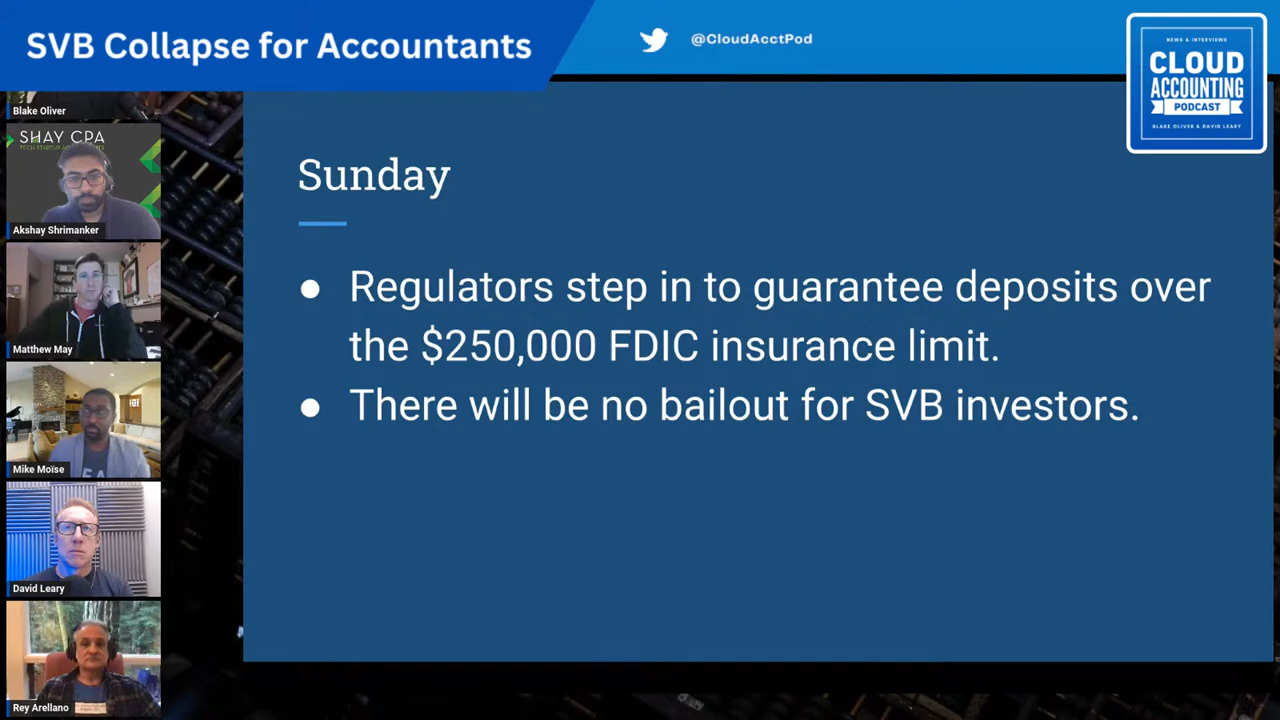 SVB Collapse for Accountants
@CloudAcctPod
NEWS & INTERVIEWS
CLOUD
ACCOUNTING
PODCAST
BLAKE OLIVER & DAVID LEARY
Blake Oliver
SHAY CPA
Akshay Shrimanker
Matthew May
Mike Moïse
David Leary
Rey Arellano
Sunday
● Regulators step in to guarantee deposits over
the $250,000 FDIC insurance limit.
● There will be no bailout for SVB investors.